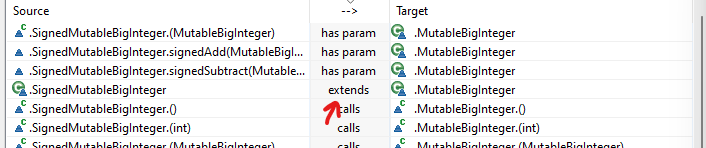 Source --> Target
.SignedMutableBigInteger.(MutableBigInteger) has param .MutableBigInteger
.SignedMutableBigInteger.signedAdd(MutableBigI... has param .MutableBigInteger
.SignedMutableBigInteger.signedSubtract(Mutable... has param .MutableBigInteger
.SignedMutableBigInteger extends .MutableBigInteger
.SignedMutableBigInteger.() calls .MutableBigInteger.()
.SignedMutableBigInteger.(int) calls .MutableBigInteger.(int)
.SignedMutableBigInteger.(MutableBigInteger) calls .MutableBigInteger.(MutableBigInteger)